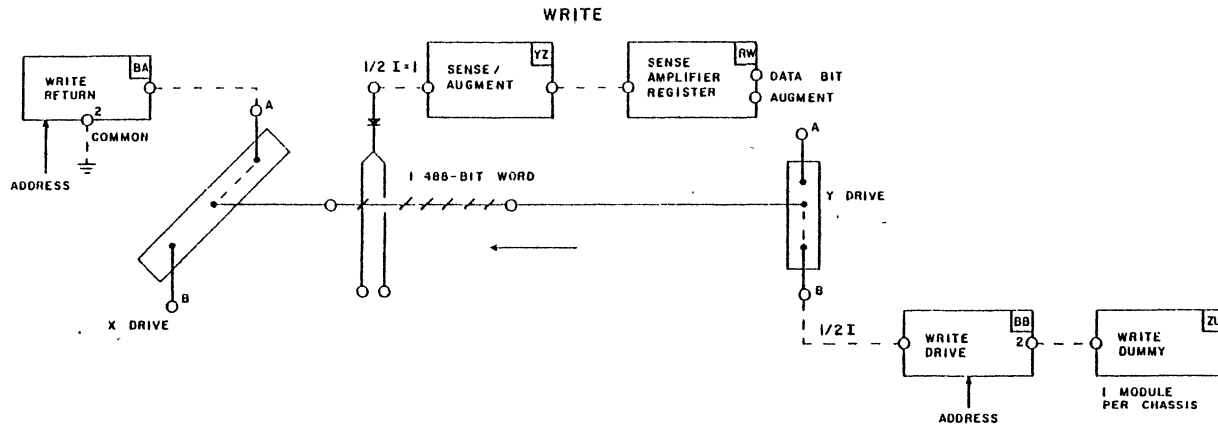 WRITE
WRITE
RETURN
BA
2
COMMON
ADDRESS
A
B
X DRIVE
1/2 I=1
SENSE/
AUGMENT
YZ
SENSE
AMPLIFIER
REGISTER
RW
DATA BIT
AUGMENT
1 488-BIT WORD
A
Y DRIVE
B
1/2 I
WRITE
DRIVE
BB
2
ADDRESS
WRITE
DUMMY
1 MODULE
PER CHASSIS